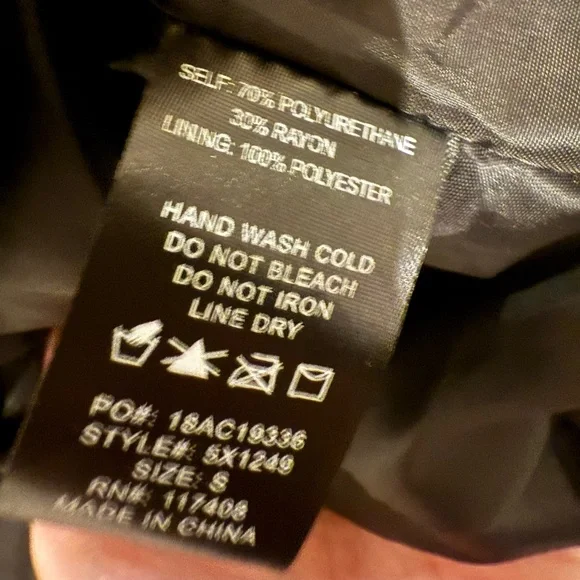 SELF: 70% POLYURETHANE
30% RAYON
LINING: 100% POLYESTER
HAND WASH COLD
DO NOT BLEACH
DO NOT IRON
LINE DRY
PO#: 18AC19336
STYLE#: 5X1249
SIZE: S
RN#: 117408
MADE IN CHINA